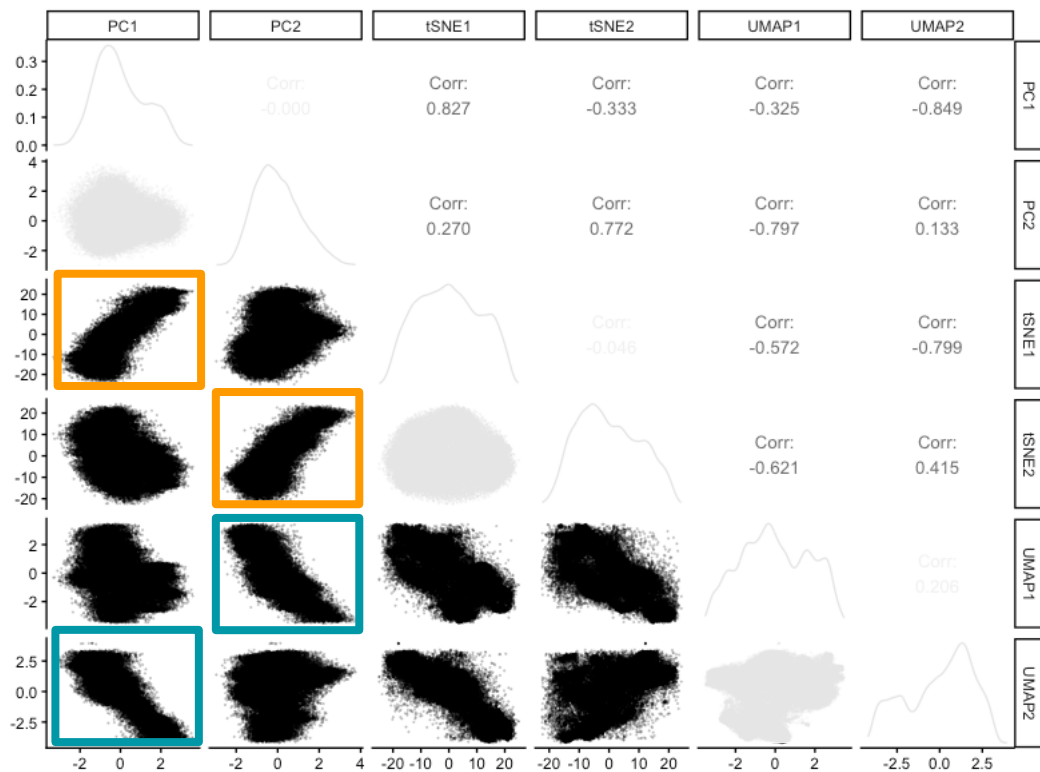 PC1 PC2 tSNE1 tSNE2 UMAP1 UMAP2
0.3
0.2
0.1
0.0
Corr:
-0.000
Corr:
0.827
Corr:
-0.333
Corr:
-0.325
Corr:
-0.849
PC1
4
2
0
-2
Corr:
0.270
Corr:
0.772
Corr:
-0.797
Corr:
0.133
PC2
20
10
0
-10
-20
Corr:
-0.046
Corr:
-0.572
Corr:
-0.799
tSNE1
20
10
0
-10
-20
Corr:
-0.621
Corr:
0.415
tSNE2
2
0
-2
Corr:
0.206
UMAP1
2.5
0.0
-2.5
UMAP2
-2 0 2 -2 0 2 4 -20 -10 0 10 20 -20 -10 0 10 20 -2 0 2 -2.5 0.0 2.5